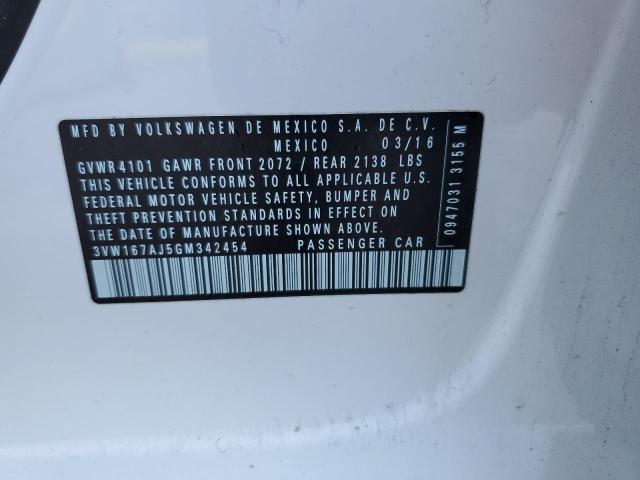 MFD BY VOLKSWAGEN DE MEXICO S.A. DE C.V.
MEXICO 03/16
GVWR 4101 GAWR FRONT 2072 / REAR 2138 LBS
THIS VEHICLE CONFORMS TO ALL APPLICABLE U.S.
FEDERAL MOTOR VEHICLE SAFETY, BUMPER AND
THEFT PREVENTION STANDARDS IN EFFECT ON
THE DATE OF MANUFACTURE SHOWN ABOVE.
3VW167AJ5GM342454 PASSENGER CAR
0947031 3155 M